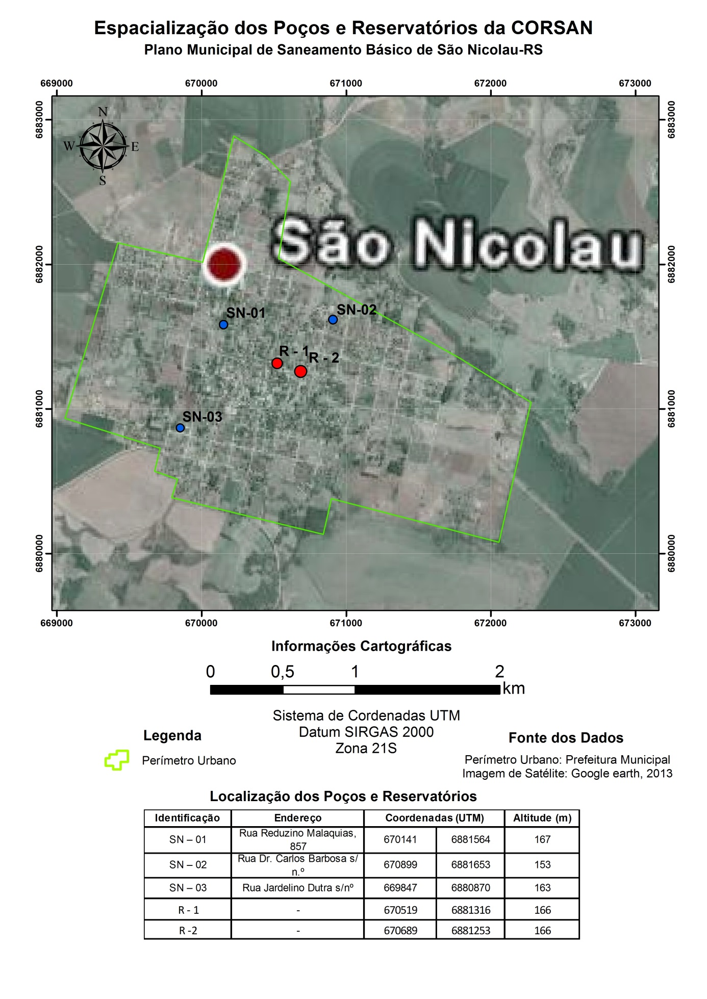 Espacialização dos Poços e Reservatórios da CORSAN
Plano Municipal de Saneamento Básico de São Nicolau-RS
669000 670000 671000 672000 673000
6883000 6883000
N
W E
S
São Nicolau
6882000 6882000
SN-01 SN-02
R - 1 R - 2
6881000 6881000
SN-03
6880000 6880000
669000 670000 671000 672000 673000
Informações Cartográficas
0 0,5 1 2
km
Sistema de Cordenadas UTM
Datum SIRGAS 2000
Zona 21S
Legenda
Perímetro Urbano
Fonte dos Dados
Perímetro Urbano: Prefeitura Municipal
Imagem de Satélite: Google earth, 2013
Localização dos Poços e Reservatórios
Identificação Endereço Coordenadas (UTM) Altitude (m)
SN – 01 Rua Reduzino Malaquias, 857 670141 6881564 167
SN – 02 Rua Dr. Carlos Barbosa s/ n.º 670899 6881653 153
SN – 03 Rua Jardelino Dutra s/nº 669847 6880870 163
R - 1 - 670519 6881316 166
R -2 - 670689 6881253 166